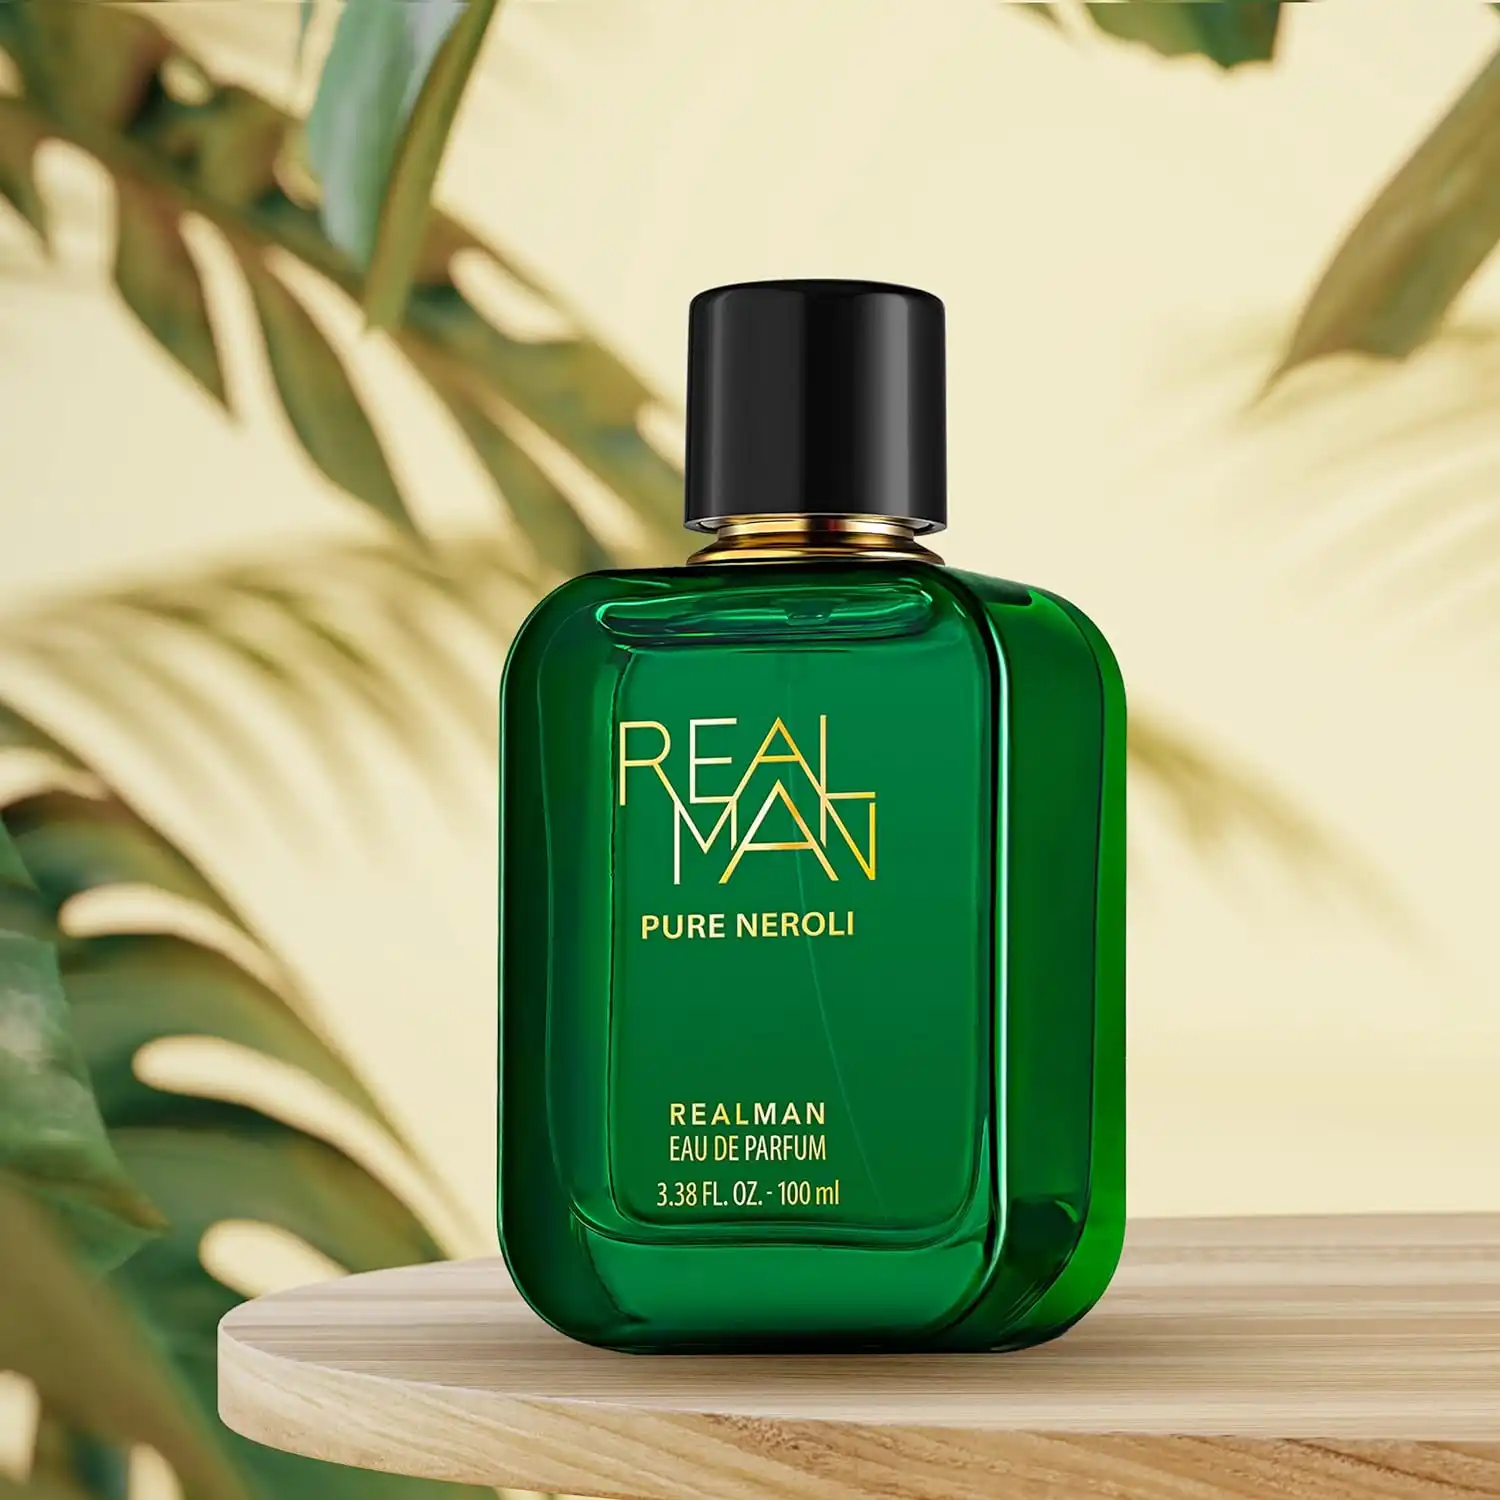 REAL
MAN
PURE NEROLI
REALMAN
EAU DE PARFUM
3.38 FL. OZ. - 100 ml